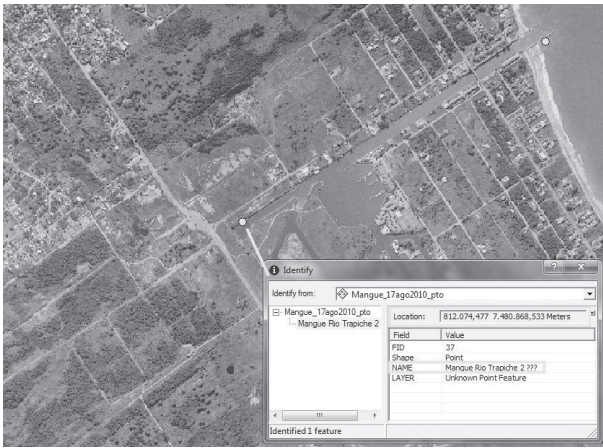 Identify
Identify from: Mangue_17ago2010_pto
Mangue_17ago2010_pto
Mangue Rio Trapiche 2
Location: 812.074,477 7.480.868,533 Meters
Field Value
FID 37
Shape Point
NAME Mangue Rio Trapiche 2 ???
LAYER Unknown Point Feature
Identified 1 feature